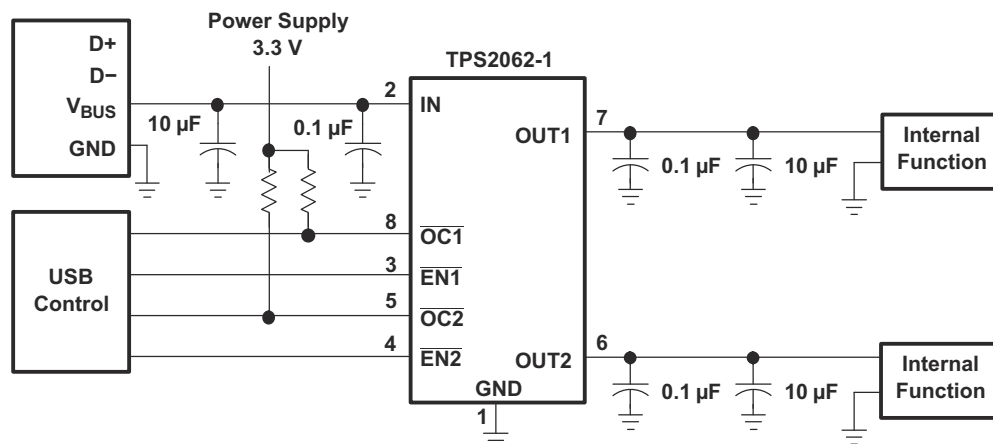 Power Supply
3.3 V
D+
D−
VBUS
GND
10 µF
0.1 µF
TPS2062-1
2
IN
7
OUT1
0.1 µF
10 µF
Internal
Function
USB
Control
8
OC1
3
EN1
5
OC2
4
EN2
6
OUT2
0.1 µF
10 µF
Internal
Function
GND
1